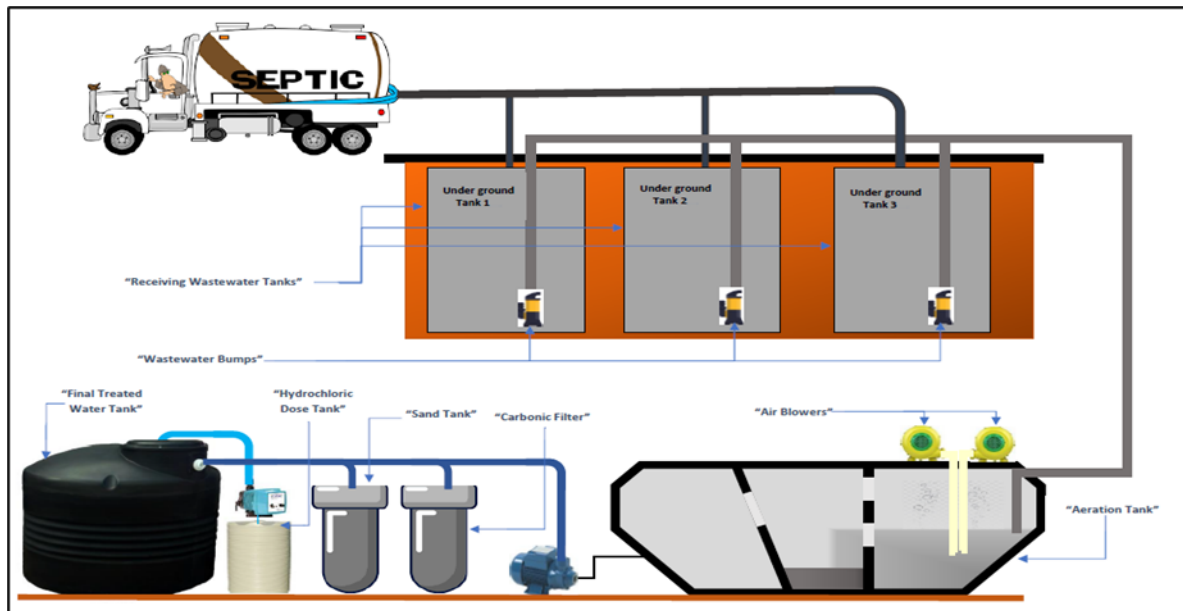 SEPTIC
Under ground
Tank 1
Under ground
Tank 2
Under ground
Tank 3
“Receiving Wastewater Tanks”
“Wastewater Bumps”
“Final Treated
Water Tank”
“Hydrochloric
Dose Tank”
“Sand Tank”
“Carbonic Filter”
“Air Blowers”
“Aeration Tank”